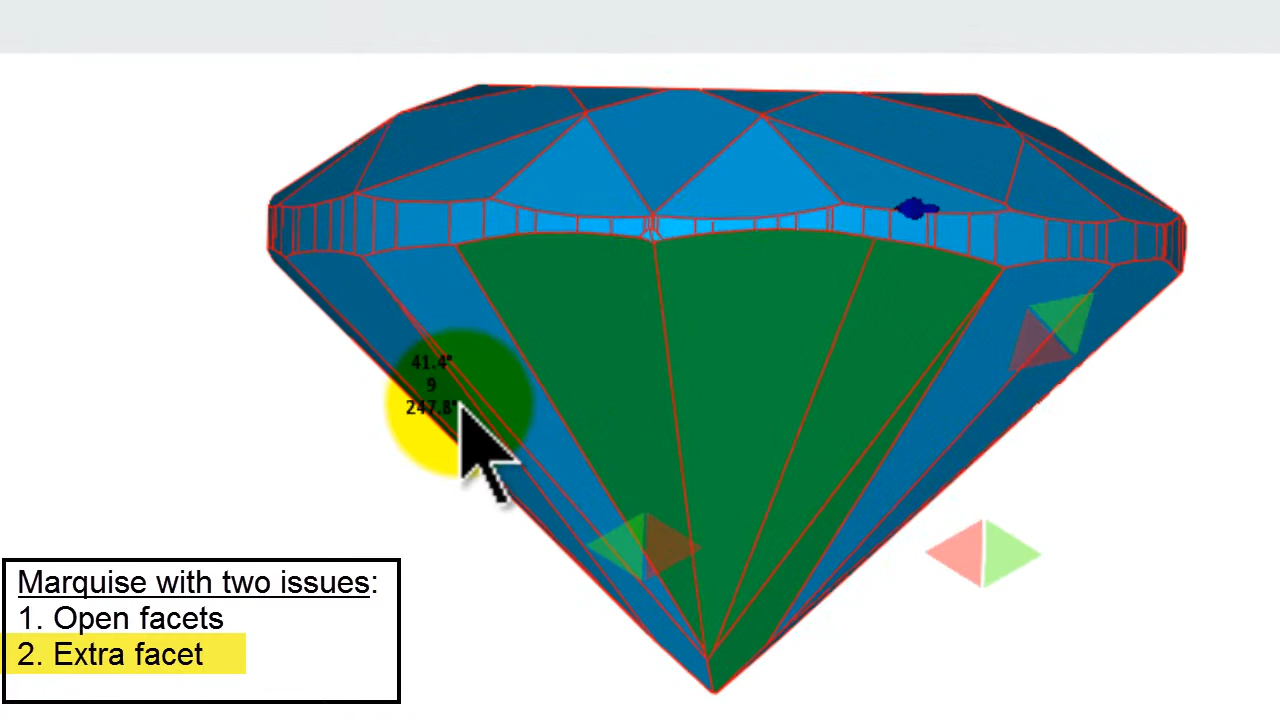 41.4°
9
247.8°
Marquise with two issues:
1. Open facets
2. Extra facet